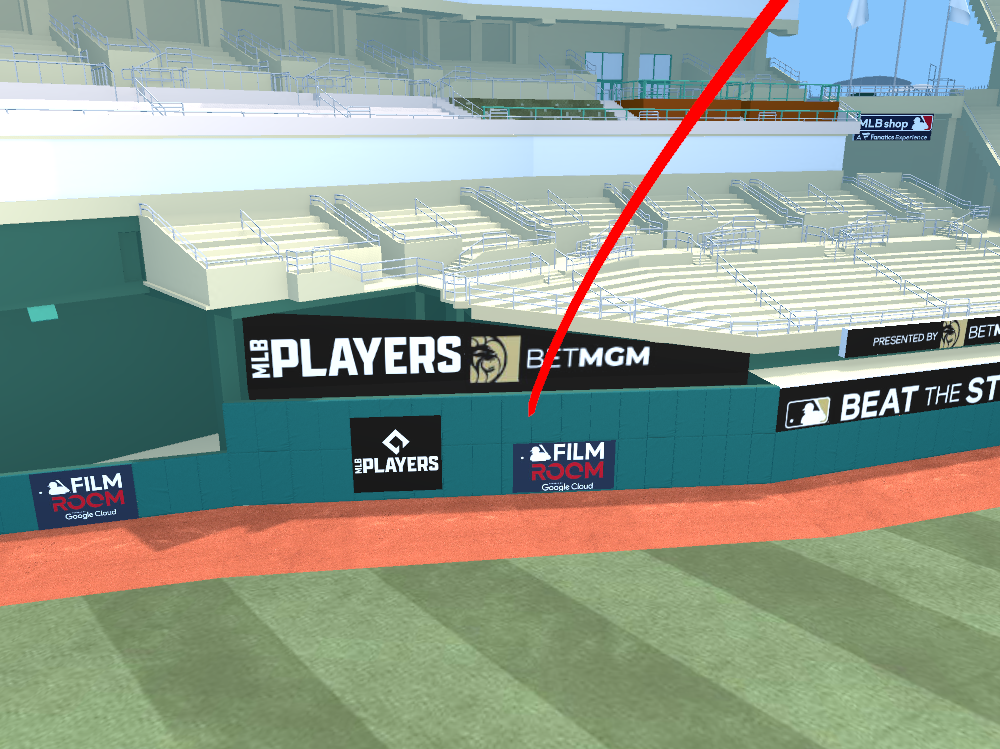 MLB shop
A Fanatics Experience
MLB PLAYERS
BETMGM
PRESENTED BY
BETM
BEAT THE ST
MLB PLAYERS
FILM
ROOM
Google Cloud
FILM
ROOM
Google Cloud